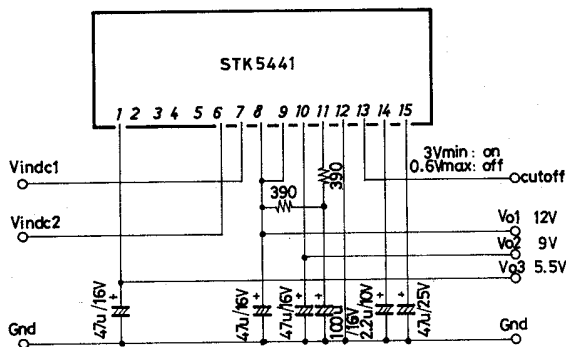 STK5441
1 2 3 4 5 6 7 8 9 10 11 12 13 14 15
Vindc1
Vindc2
390
390
3Vmin: on
0.6Vmax: off
cutoff
Vo1 12V
Vo2 9V
Vo3 5.5V
+
47u/16V
+
47u/16V
+
47u/16V
+
100u
/16V
+
2.2u/10V
+
47u/25V
Gnd
Gnd